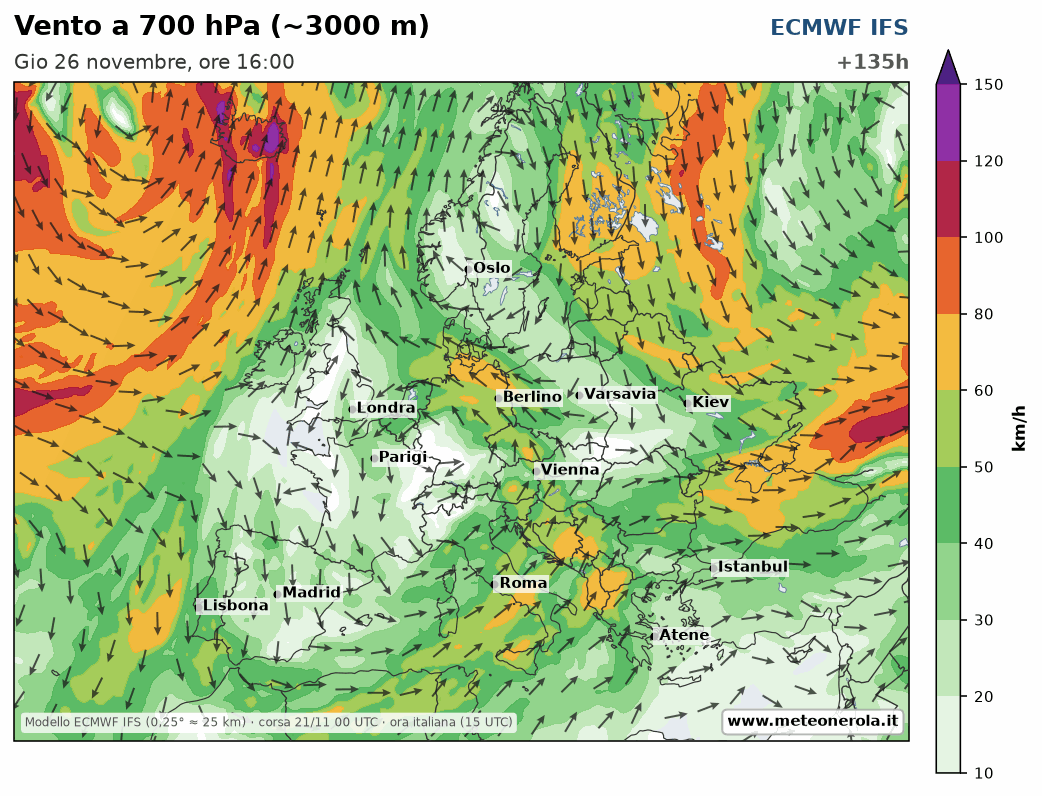 Vento a 700 hPa (~3000 m)
ECMWF IFS
Gio 26 novembre, ore 16:00
+135h
150
120
100
80
60
50
40
30
20
10
km/h
Oslo
Berlino
Varsavia
Kiev
Londra
Parigi
Vienna
Istanbul
Roma
Madrid
Lisbona
Atene
Modello ECMWF IFS (0,25° ≈ 25 km) · corsa 21/11 00 UTC · ora italiana (15 UTC)
www.meteonerola.it